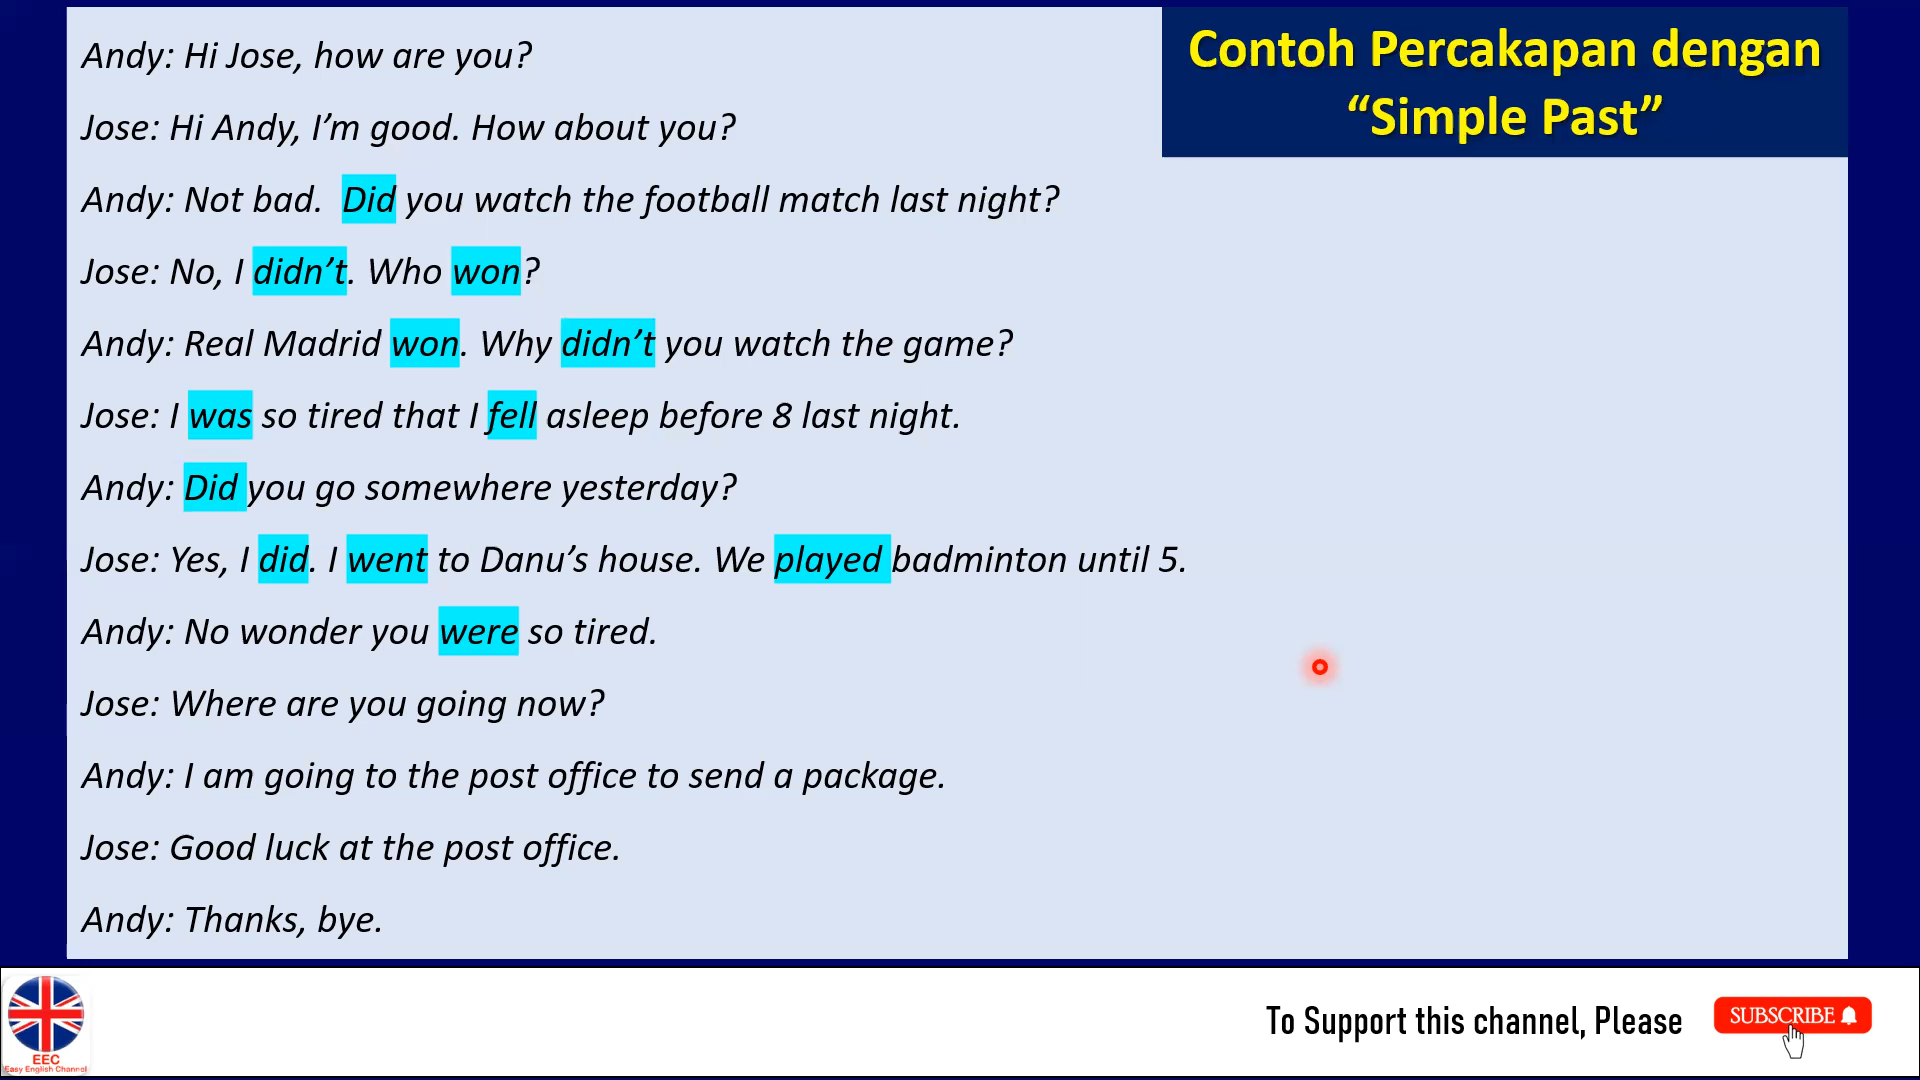 Contoh Percakapan dengan
“Simple Past”
Andy: Hi Jose, how are you?
Jose: Hi Andy, I’m good. How about you?
Andy: Not bad.  Did you watch the football match last night?
Jose: No, I didn’t. Who won?
Andy: Real Madrid won. Why didn’t you watch the game?
Jose: I was so tired that I fell asleep before 8 last night.
Andy: Did you go somewhere yesterday?
Jose: Yes, I did. I went to Danu’s house. We played badminton until 5.
Andy: No wonder you were so tired.
Jose: Where are you going now?
Andy: I am going to the post office to send a package.
Jose: Good luck at the post office.
Andy: Thanks, bye.
EEC
Easy English Channel
To Support this channel, Please
SUBSCRIBE